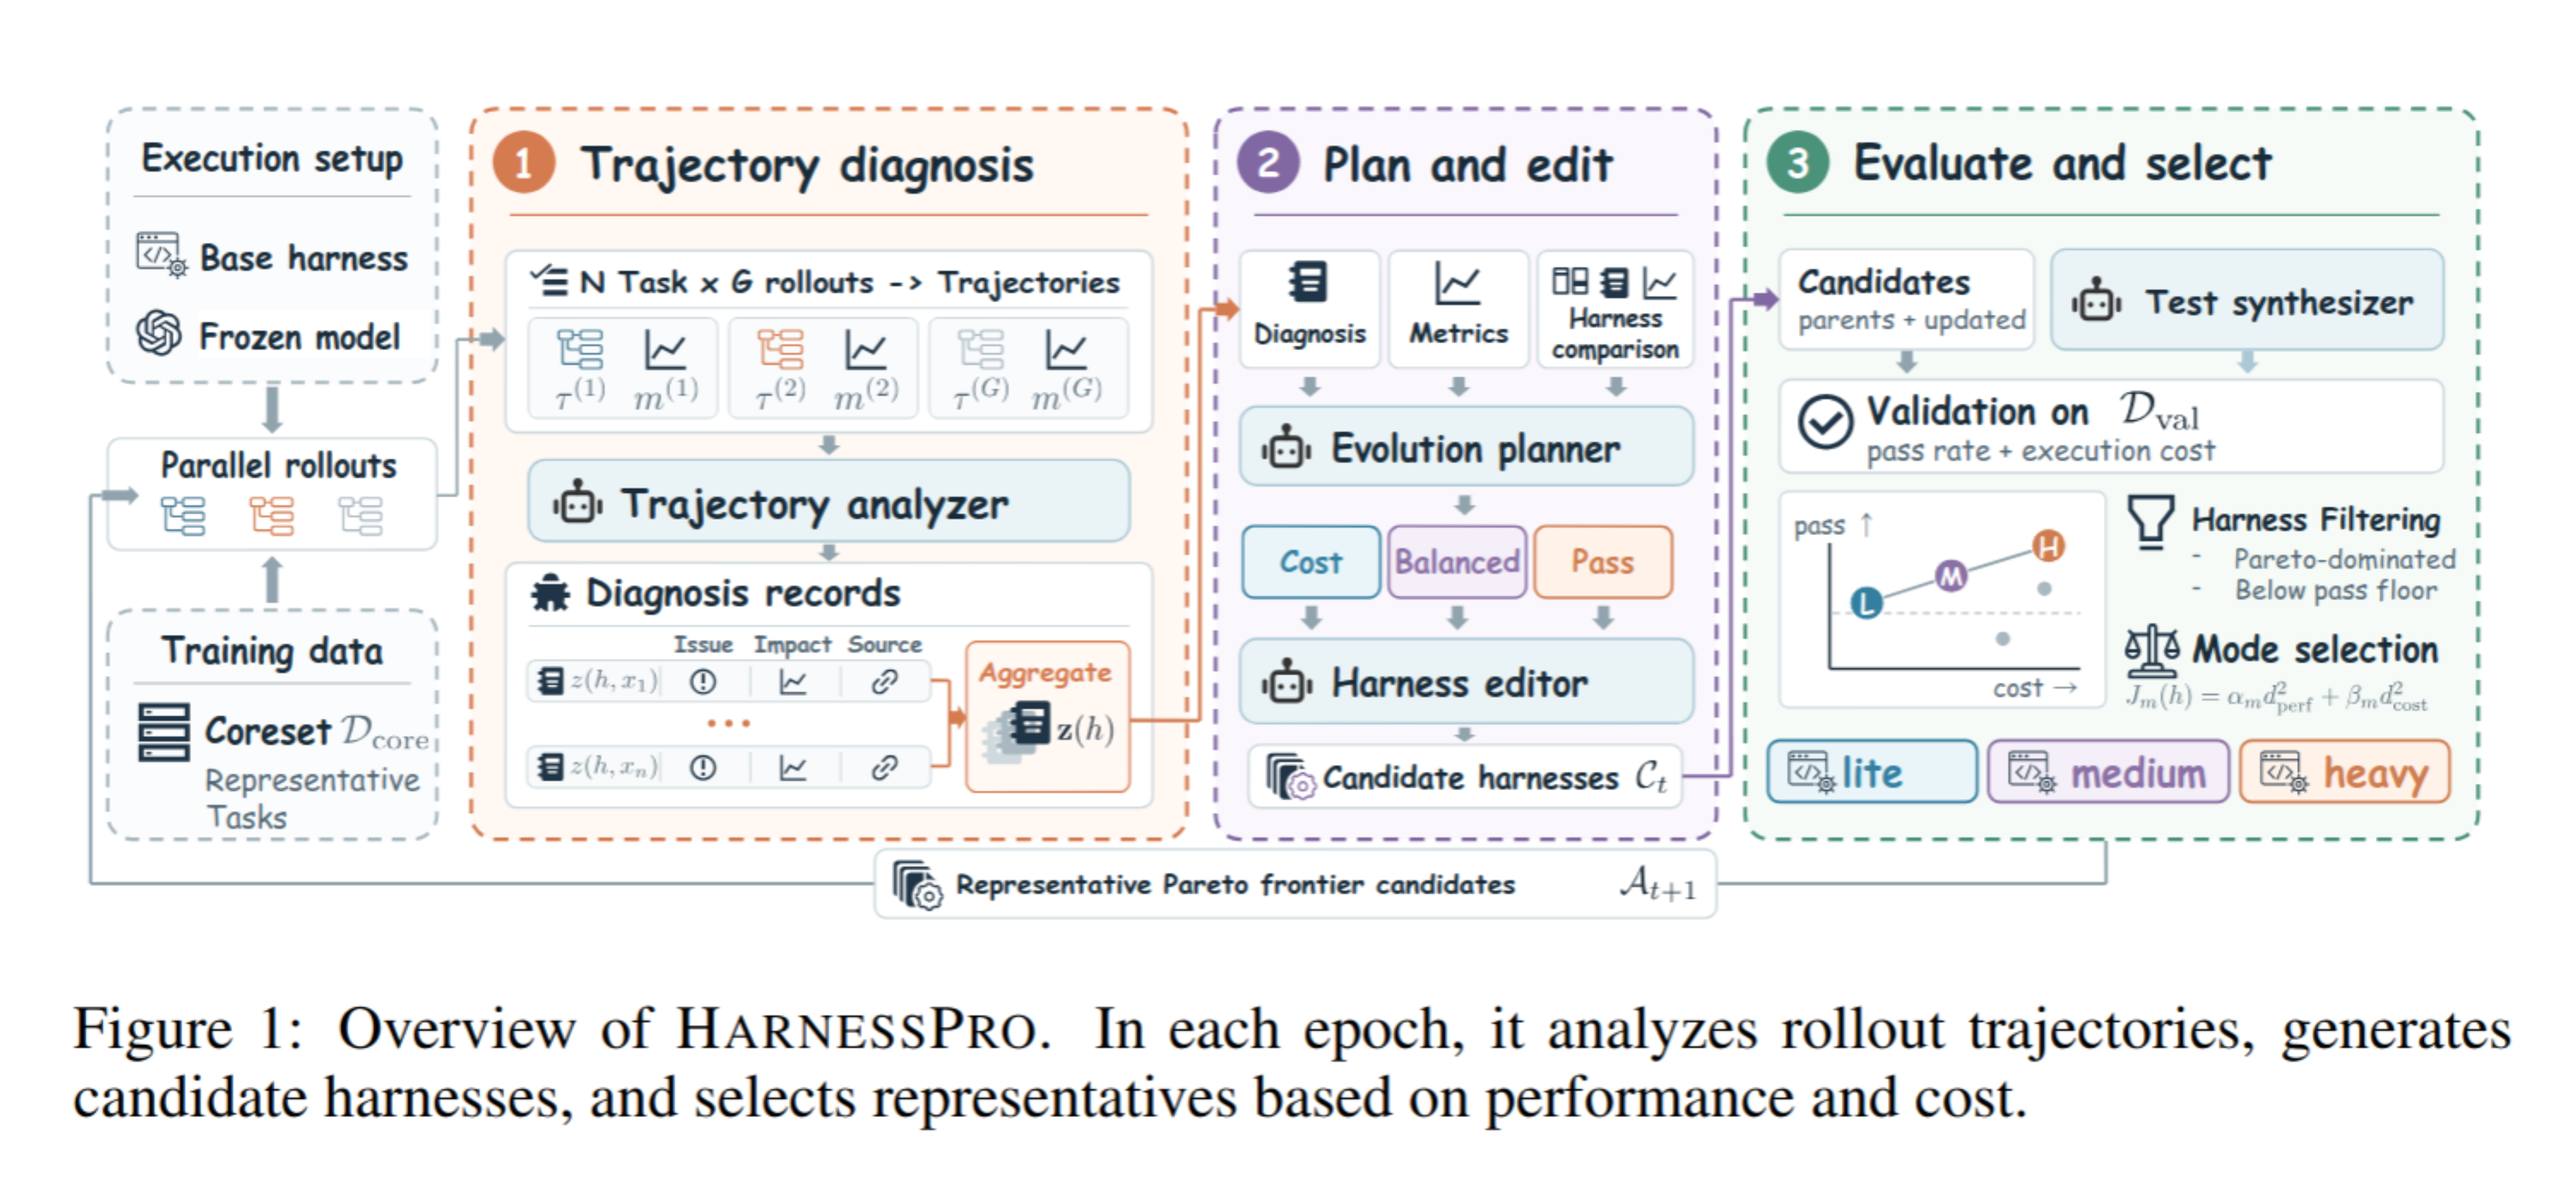 Execution setup
Base harness
Frozen model
Parallel rollouts
Training data
Coreset 𝒟core
Representative
Tasks
1 Trajectory diagnosis
N Task x G rollouts -> Trajectories
τ(1) m(1) τ(2) m(2) τ(G) m(G)
Trajectory analyzer
Diagnosis records
Issue Impact Source
z(h, x1)
...
z(h, xn)
Aggregate
z(h)
2 Plan and edit
Diagnosis
Metrics
Harness
comparison
Evolution planner
Cost Balanced Pass
Harness editor
Candidate harnesses 𝒞t
3 Evaluate and select
Candidates
parents + updated
Test synthesizer
Validation on 𝒟val
pass rate + execution cost
pass ↑
L M H
cost →
Harness Filtering
- Pareto-dominated
- Below pass floor
Mode selection
Jm(h) = αm d²perf + βm d²cost
</> lite </> medium </> heavy
Representative Pareto frontier candidates 𝒜t+1
Figure 1: Overview of HARNESSPRO. In each epoch, it analyzes rollout trajectories, generates
candidate harnesses, and selects representatives based on performance and cost.